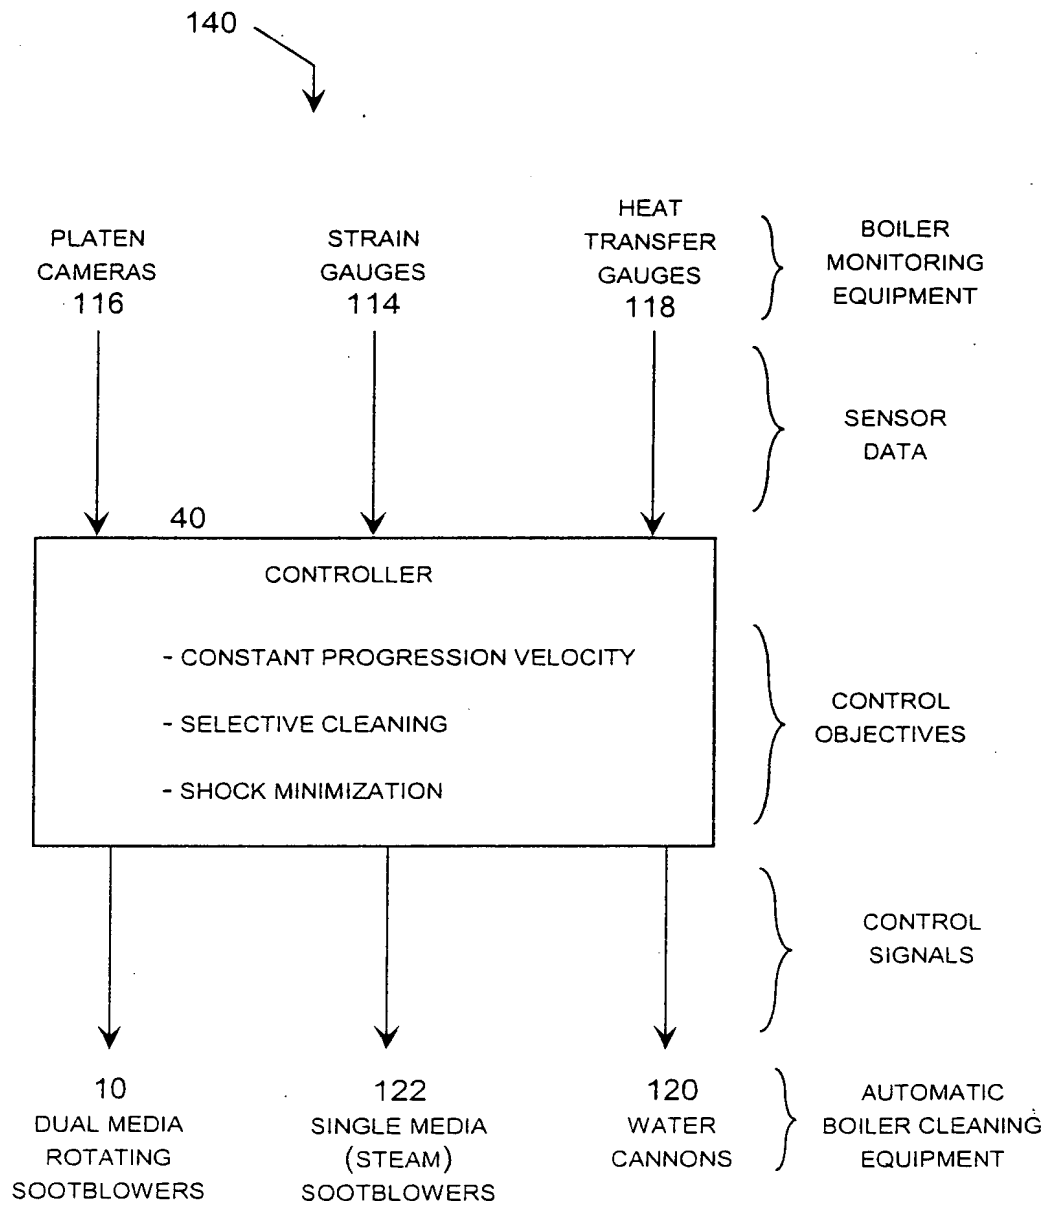 140
PLATEN
CAMERAS
116
STRAIN
GAUGES
114
HEAT
TRANSFER
GAUGES
118
BOILER
MONITORING
EQUIPMENT
SENSOR
DATA
40
CONTROLLER
- CONSTANT PROGRESSION VELOCITY
- SELECTIVE CLEANING
- SHOCK MINIMIZATION
CONTROL
OBJECTIVES
CONTROL
SIGNALS
10
DUAL MEDIA
ROTATING
SOOTBLOWERS
122
SINGLE MEDIA
(STEAM)
SOOTBLOWERS
120
WATER
CANNONS
AUTOMATIC
BOILER CLEANING
EQUIPMENT